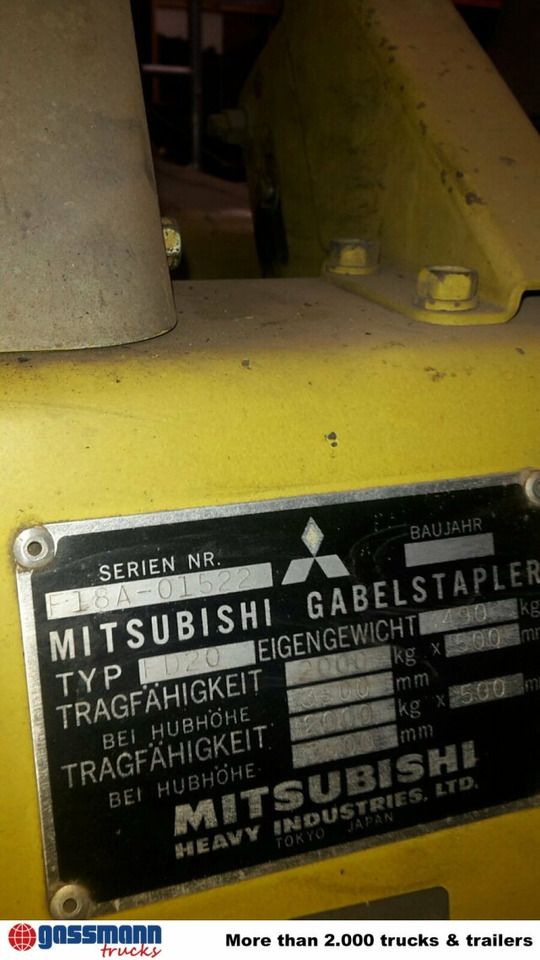 SERIEN NR.
BAUJAHR
F18A-01522
MITSUBISHI GABELSTAPLER
TYP FD20 EIGENGEWICHT kg
TRAGFÄHIGKEIT 2000 kg x 500 mm
BEI HUBHÖHE 3300 mm
TRAGFÄHIGKEIT 2000 kg x 500 mm
BEI HUBHÖHE mm
MITSUBISHI
HEAVY INDUSTRIES, LTD.
TOKYO JAPAN
gassmann
trucks
More than 2.000 trucks & trailers